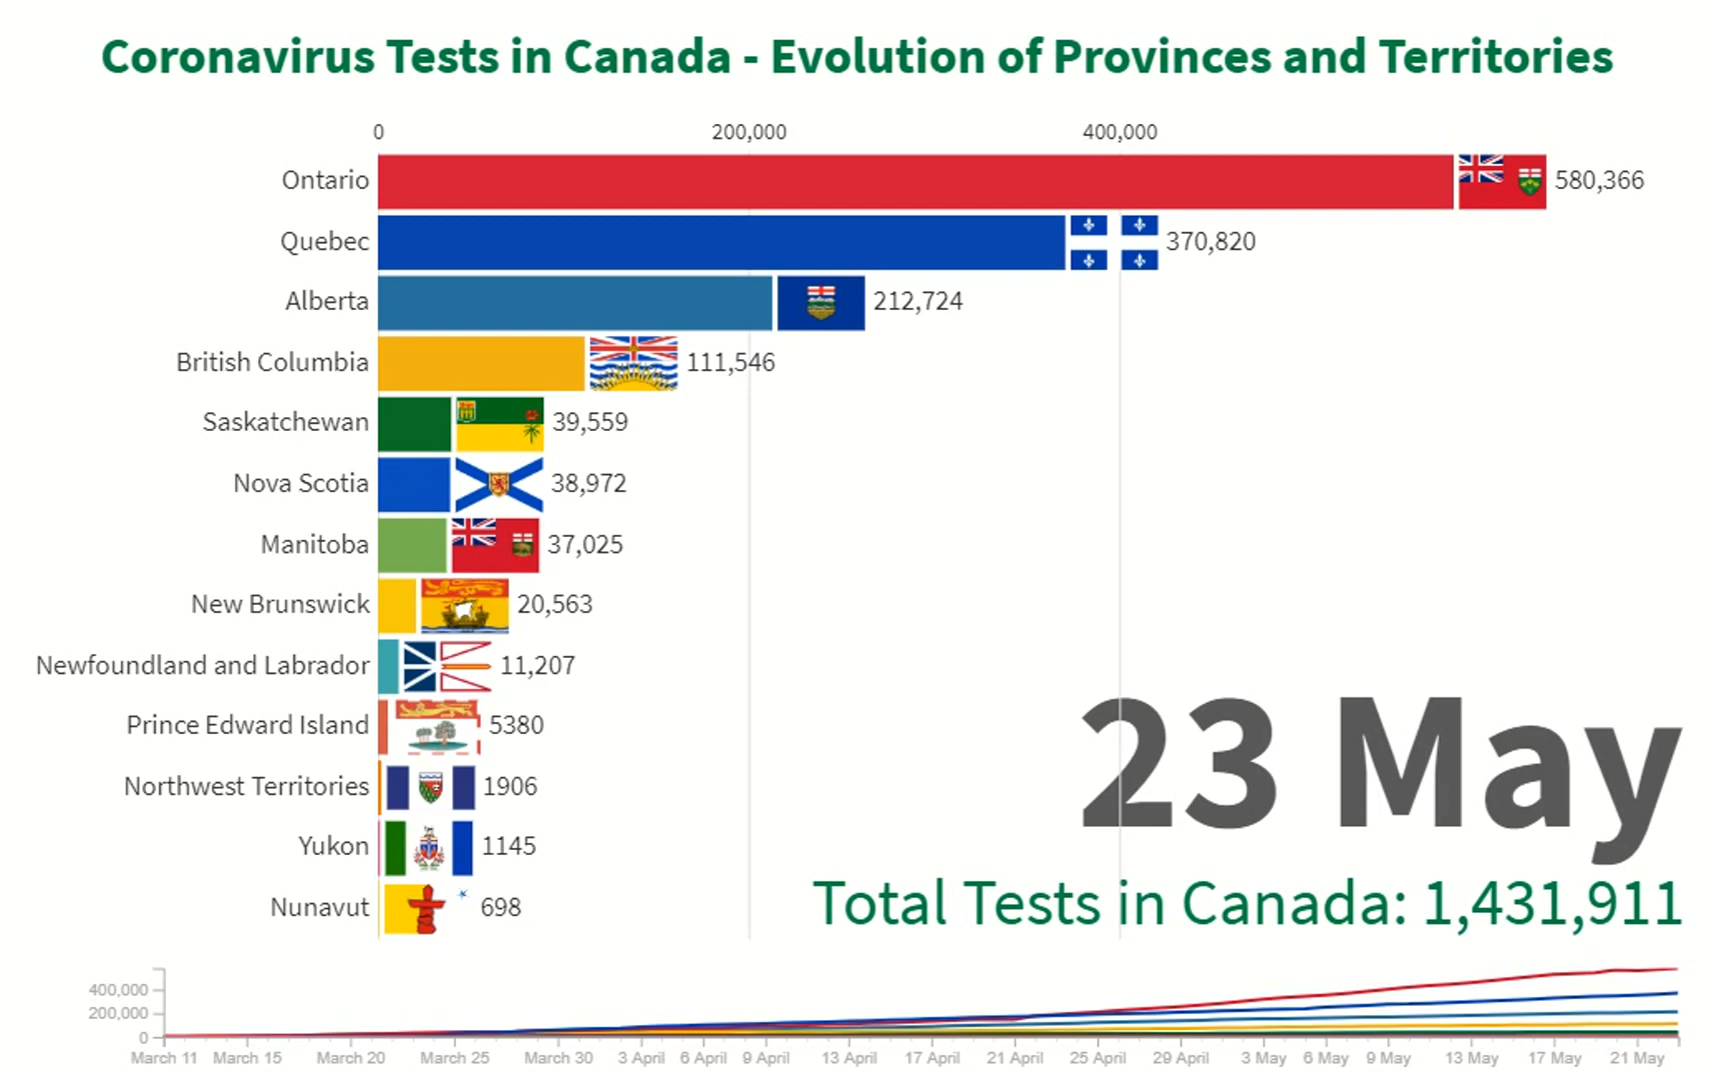 Coronavirus Tests in Canada - Evolution of Provinces and Territories
0 200,000 400,000
Ontario 580,366
Quebec 370,820
Alberta 212,724
British Columbia 111,546
Saskatchewan 39,559
Nova Scotia 38,972
Manitoba 37,025
New Brunswick 20,563
Newfoundland and Labrador 11,207
Prince Edward Island 5380
Northwest Territories 1906
Yukon 1145
Nunavut 698
23 May
Total Tests in Canada: 1,431,911
400,000
200,000
0
March 11 March 15 March 20 March 25 March 30 3 April 6 April 9 April 13 April 17 April 21 April 25 April 29 April 3 May 6 May 9 May 13 May 17 May 21 May